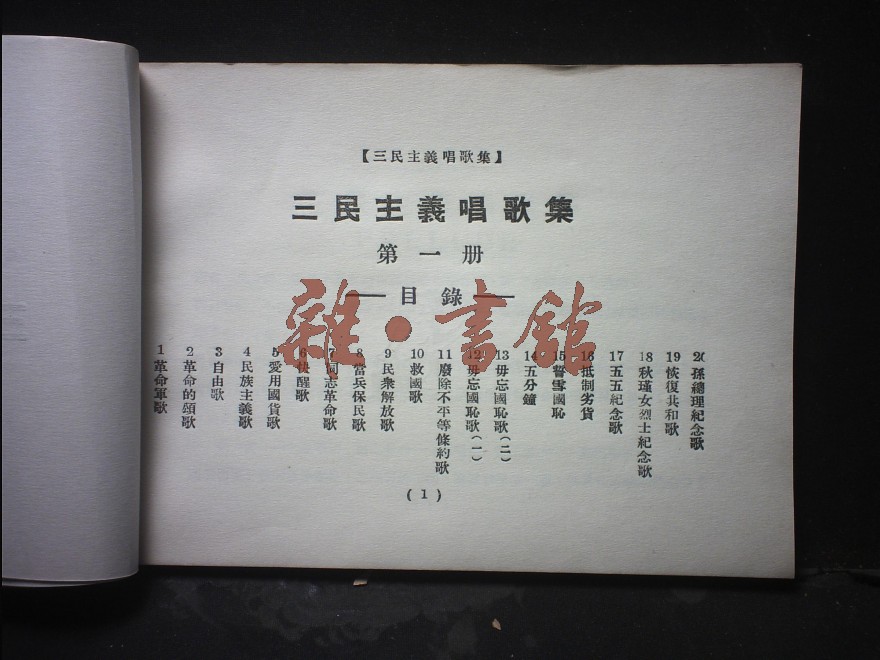 【三民主義唱歌集】
三民主義唱歌集
第一册
目錄
1 革命軍歌
2 革命的頭歌
3 自由歌
4 民族主義歌
5 愛用國貨歌
6 快醒歌
7 同志革命歌
8 當兵保民歌
9 民衆解放歌
10 救國歌
11 廢除不平等條約歌
12 毋忘國恥歌(一)
13 毋忘國恥歌(二)
14 五分鐘
15 誓雪國恥
16 抵制劣貨
17 五五紀念歌
18 秋瑾女烈士紀念歌
19 恢復共和歌
20 孫總理紀念歌
(1)
雜·書館